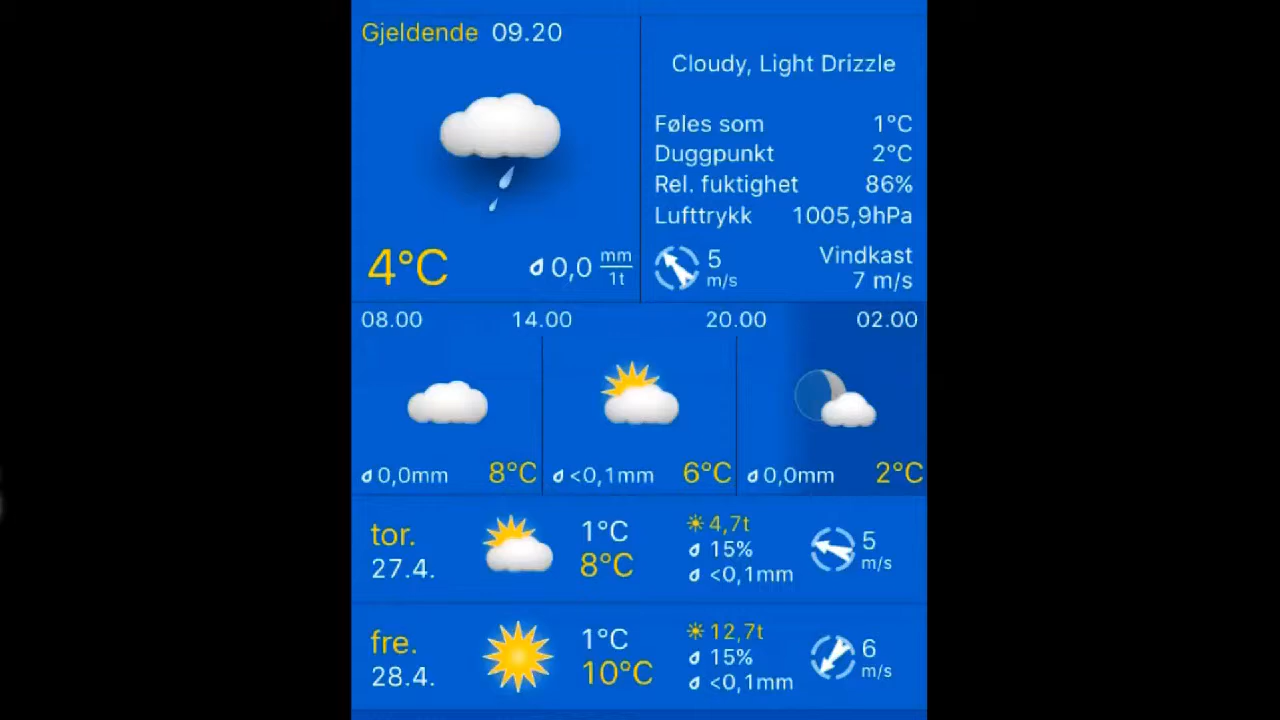 Gjeldende 09.20
4°C
0,0 mm/1t
Cloudy, Light Drizzle
Føles som 1°C
Duggpunkt 2°C
Rel. fuktighet 86%
Lufttrykk 1005,9hPa
5 m/s
Vindkast
7 m/s
08.00 14.00 20.00 02.00
0,0mm 8°C <0,1mm 6°C 0,0mm 2°C
tor.
27.4.
1°C
8°C
4,7t
15%
<0,1mm
5
m/s
fre.
28.4.
1°C
10°C
12,7t
15%
<0,1mm
6
m/s